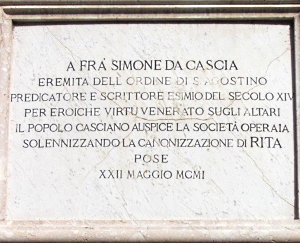 A FRA' SIMONE DA CASCIA
EREMITA DELL'ORDINE DI S. AGOSTINO
PREDICATORE E SCRITTORE ESIMIO DEL SECOLO XIV
PER EROICHE VIRTÙ VENERATO SUGLI ALTARI
IL POPOLO CASCIANO AUSPICE LA SOCIETÀ OPERAIA
SOLENNIZZANDO LA CANONIZZAZIONE DI RITA
POSE
XXII MAGGIO MCMI